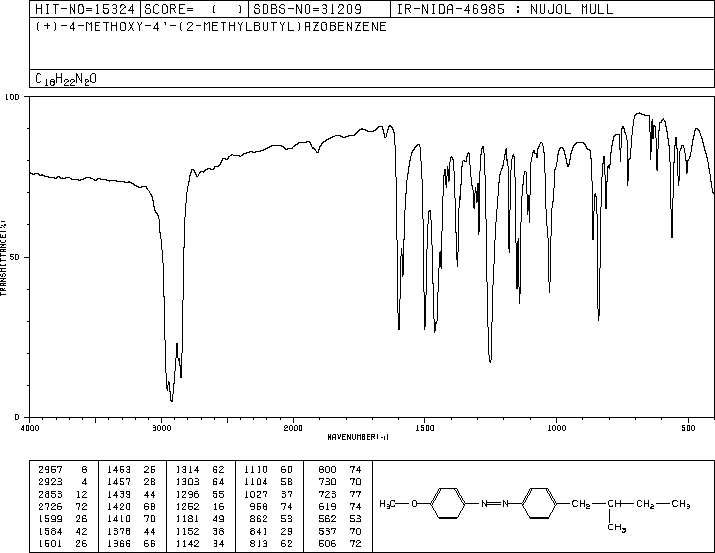 HIT-NO=15324 SCORE= ( ) SDBS-NO=31209 IR-NIDA-46985 : NUJOL MULL
(+)-4-METHOXY-4'-(2-METHYLBUTYL)AZOBENZENE
C18H22N2O
100
50
0
TRANSMITTANCE(%)
4000 3000 2000 1500 1000 500
WAVENUMBER(-1)
2957 6 1463 26 1314 62 1110 60 800 74
2923 4 1457 28 1303 64 1104 58 730 70
2853 12 1439 44 1296 55 1027 37 723 77
2726 72 1420 68 1252 16 958 74 619 74
1599 26 1410 70 1181 49 862 53 562 53
1584 42 1378 44 1152 38 841 29 537 70
1501 26 1366 68 1142 34 813 62 506 72
H3C O N N CH2 CH CH2 CH3
CH3